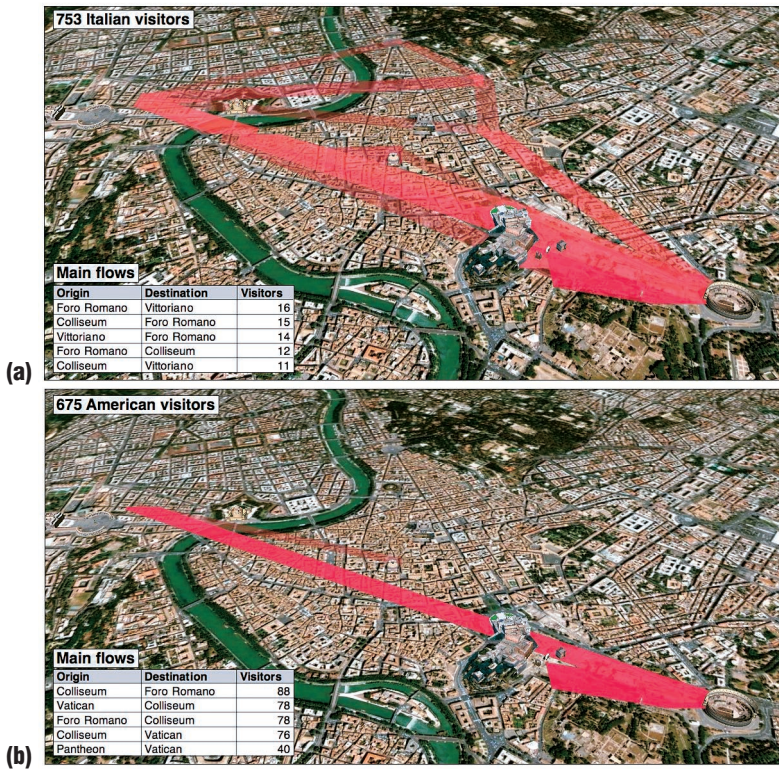 753 Italian visitors
Main flows
Origin Destination Visitors
Foro Romano Vittoriano 16
Colliseum Foro Romano 15
Vittoriano Foro Romano 14
Foro Romano Colliseum 12
Colliseum Vittoriano 11
(a)
675 American visitors
Main flows
Origin Destination Visitors
Colliseum Foro Romano 88
Vatican Colliseum 78
Foro Romano Colliseum 78
Colliseum Vatican 76
Pantheon Vatican 40
(b)